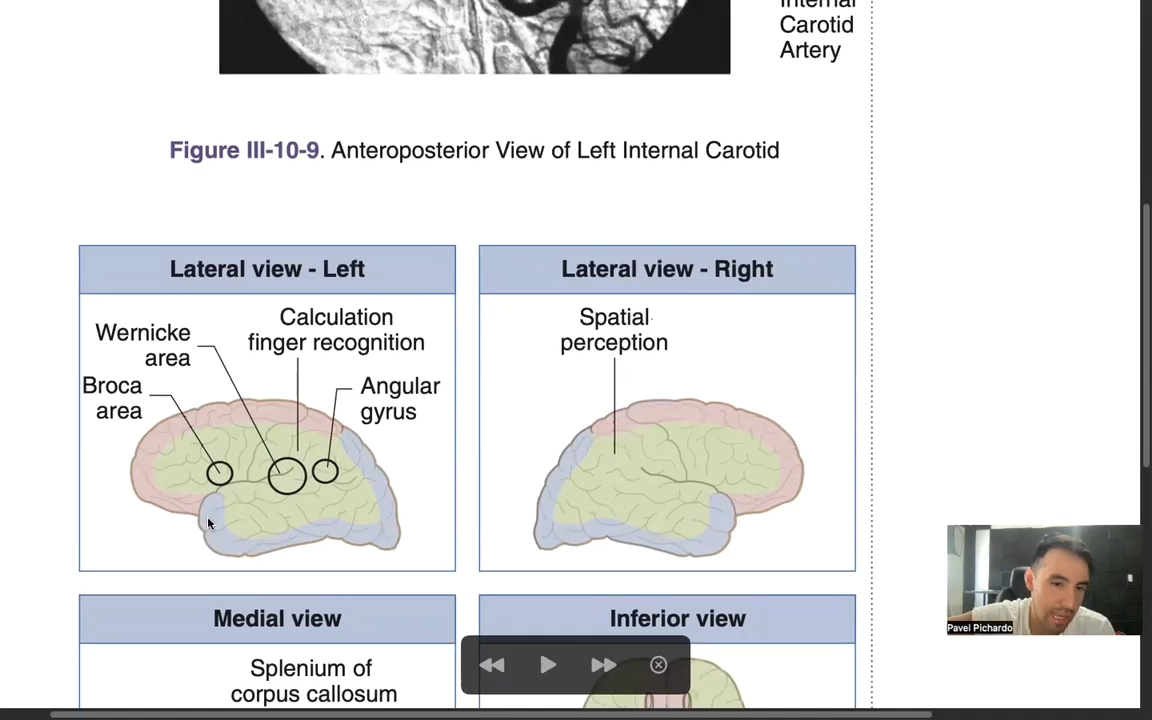 Internal
Carotid
Artery
Figure III-10-9. Anteroposterior View of Left Internal Carotid
Lateral view - Left
Wernicke
area
Calculation
finger recognition
Broca
area
Angular
gyrus
Lateral view - Right
Spatial
perception
Medial view
Splenium of
corpus callosum
Inferior view
Pavel Pichardo